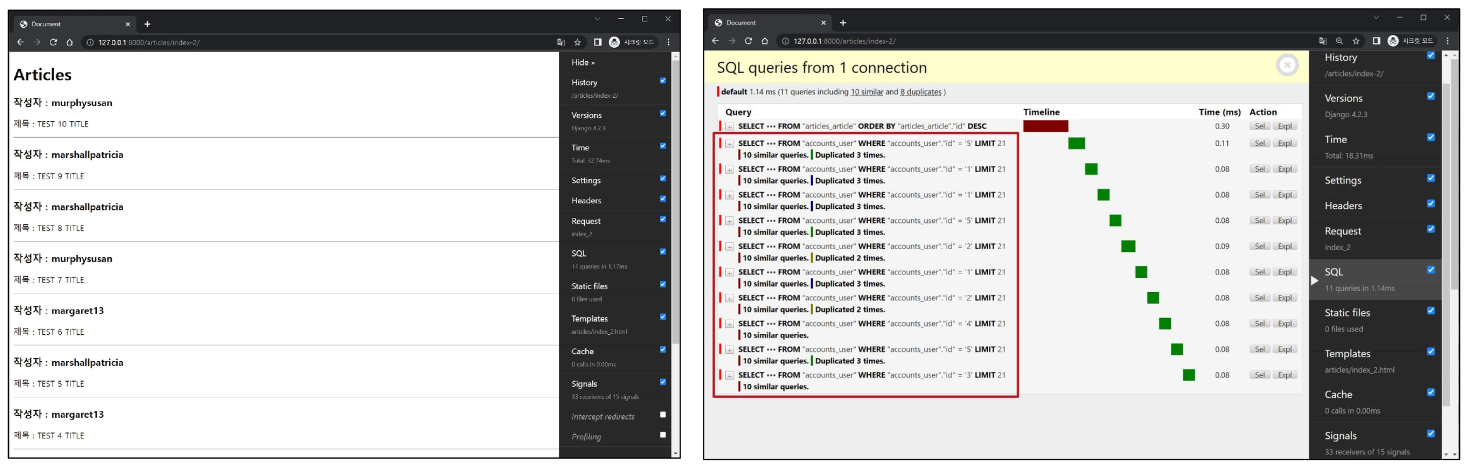 Document
127.0.0.1:8000/articles/index-2/
시크릿 모드
Articles
작성자 : murphysusan
제목 : TEST 10 TITLE
작성자 : marshallpatricia
제목 : TEST 9 TITLE
작성자 : marshallpatricia
제목 : TEST 8 TITLE
작성자 : murphysusan
제목 : TEST 7 TITLE
작성자 : margaret13
제목 : TEST 6 TITLE
작성자 : marshallpatricia
제목 : TEST 5 TITLE
작성자 : margaret13
제목 : TEST 4 TITLE
Hide »
History
/articles/index-2/
Versions
Django 4.2.3
Time
Total: 32.74ms
Settings
Headers
Request
index_2
SQL
11 queries in 1.17ms
Static files
0 files used
Templates
articles/index_2.html
Cache
0 calls in 0.00ms
Signals
33 receivers of 15 signals
Intercept redirects
Profiling
Document
127.0.0.1:8000/articles/index-2/
시크릿 모드
SQL queries from 1 connection
default 1.14 ms (11 queries including 10 similar and 8 duplicates )
Query Timeline Time (ms) Action
SELECT ••• FROM "articles_article" ORDER BY "articles_article"."id" DESC 0.30 Sel Expl
SELECT ••• FROM "accounts_user" WHERE "accounts_user"."id" = '5' LIMIT 21 0.11 Sel Expl
10 similar queries. Duplicated 3 times.
SELECT ••• FROM "accounts_user" WHERE "accounts_user"."id" = '1' LIMIT 21 0.08 Sel Expl
10 similar queries. Duplicated 3 times.
SELECT ••• FROM "accounts_user" WHERE "accounts_user"."id" = '1' LIMIT 21 0.08 Sel Expl
10 similar queries. Duplicated 3 times.
SELECT ••• FROM "accounts_user" WHERE "accounts_user"."id" = '5' LIMIT 21 0.08 Sel Expl
10 similar queries. Duplicated 3 times.
SELECT ••• FROM "accounts_user" WHERE "accounts_user"."id" = '2' LIMIT 21 0.09 Sel Expl
10 similar queries. Duplicated 2 times.
SELECT ••• FROM "accounts_user" WHERE "accounts_user"."id" = '1' LIMIT 21 0.08 Sel Expl
10 similar queries. Duplicated 3 times.
SELECT ••• FROM "accounts_user" WHERE "accounts_user"."id" = '2' LIMIT 21 0.08 Sel Expl
10 similar queries. Duplicated 2 times.
SELECT ••• FROM "accounts_user" WHERE "accounts_user"."id" = '4' LIMIT 21 0.08 Sel Expl
10 similar queries.
SELECT ••• FROM "accounts_user" WHERE "accounts_user"."id" = '5' LIMIT 21 0.08 Sel Expl
10 similar queries. Duplicated 3 times.
SELECT ••• FROM "accounts_user" WHERE "accounts_user"."id" = '3' LIMIT 21 0.08 Sel Expl
10 similar queries.
History
/articles/index-2/
Versions
Django 4.2.3
Time
Total: 18.31ms
Settings
Headers
Request
index_2
SQL
11 queries in 1.14ms
Static files
0 files used
Templates
articles/index_2.html
Cache
0 calls in 0.00ms
Signals
33 receivers of 15 signals